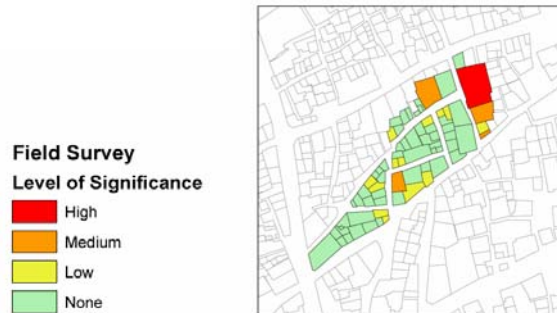 Field Survey
Level of Significance
High
Medium
Low
None